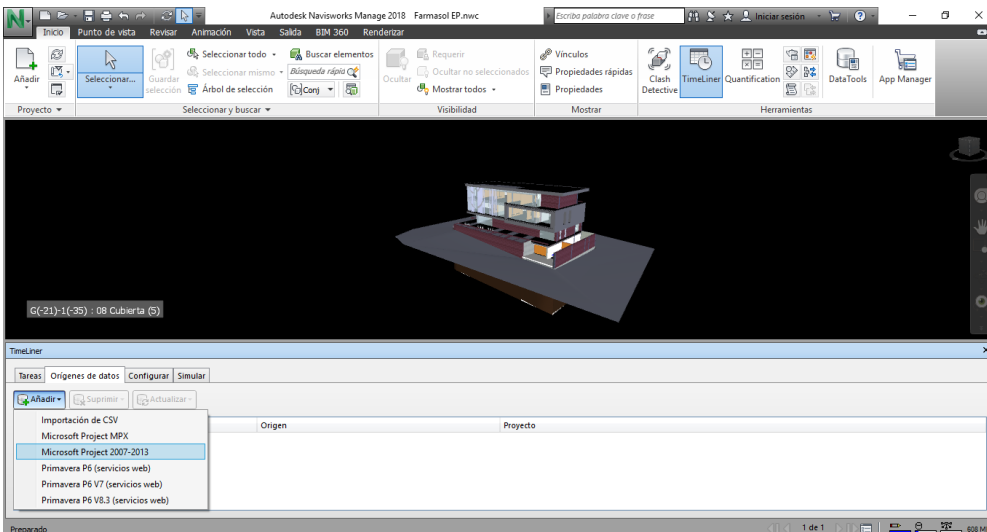 Autodesk Navisworks Manage 2018 Farmasol EP.nwc
Escriba palabra clave o frase
Iniciar sesión
Inicio Punto de vista Revisar Animación Vista Salida BIM 360 Renderizar
Añadir
Seleccionar...
Guardar selección
Seleccionar todo
Seleccionar mismo
Árbol de selección
Buscar elementos
Búsqueda rápida
Conj
Ocultar
Requerir
Ocultar no seleccionados
Mostrar todos
Vínculos
Propiedades rápidas
Propiedades
Clash Detective
TimeLiner
Quantification
DataTools
App Manager
Proyecto Seleccionar y buscar Visibilidad Mostrar Herramientas
G(-21)-1(-35) : 08 Cubierta (5)
TimeLiner
Tareas Orígenes de datos Configurar Simular
Añadir Suprimir Actualizar
Origen Proyecto
Importación de CSV
Microsoft Project MPX
Microsoft Project 2007-2013
Primavera P6 (servicios web)
Primavera P6 V7 (servicios web)
Primavera P6 V8.3 (servicios web)
Preparado 1 de 1 608 M